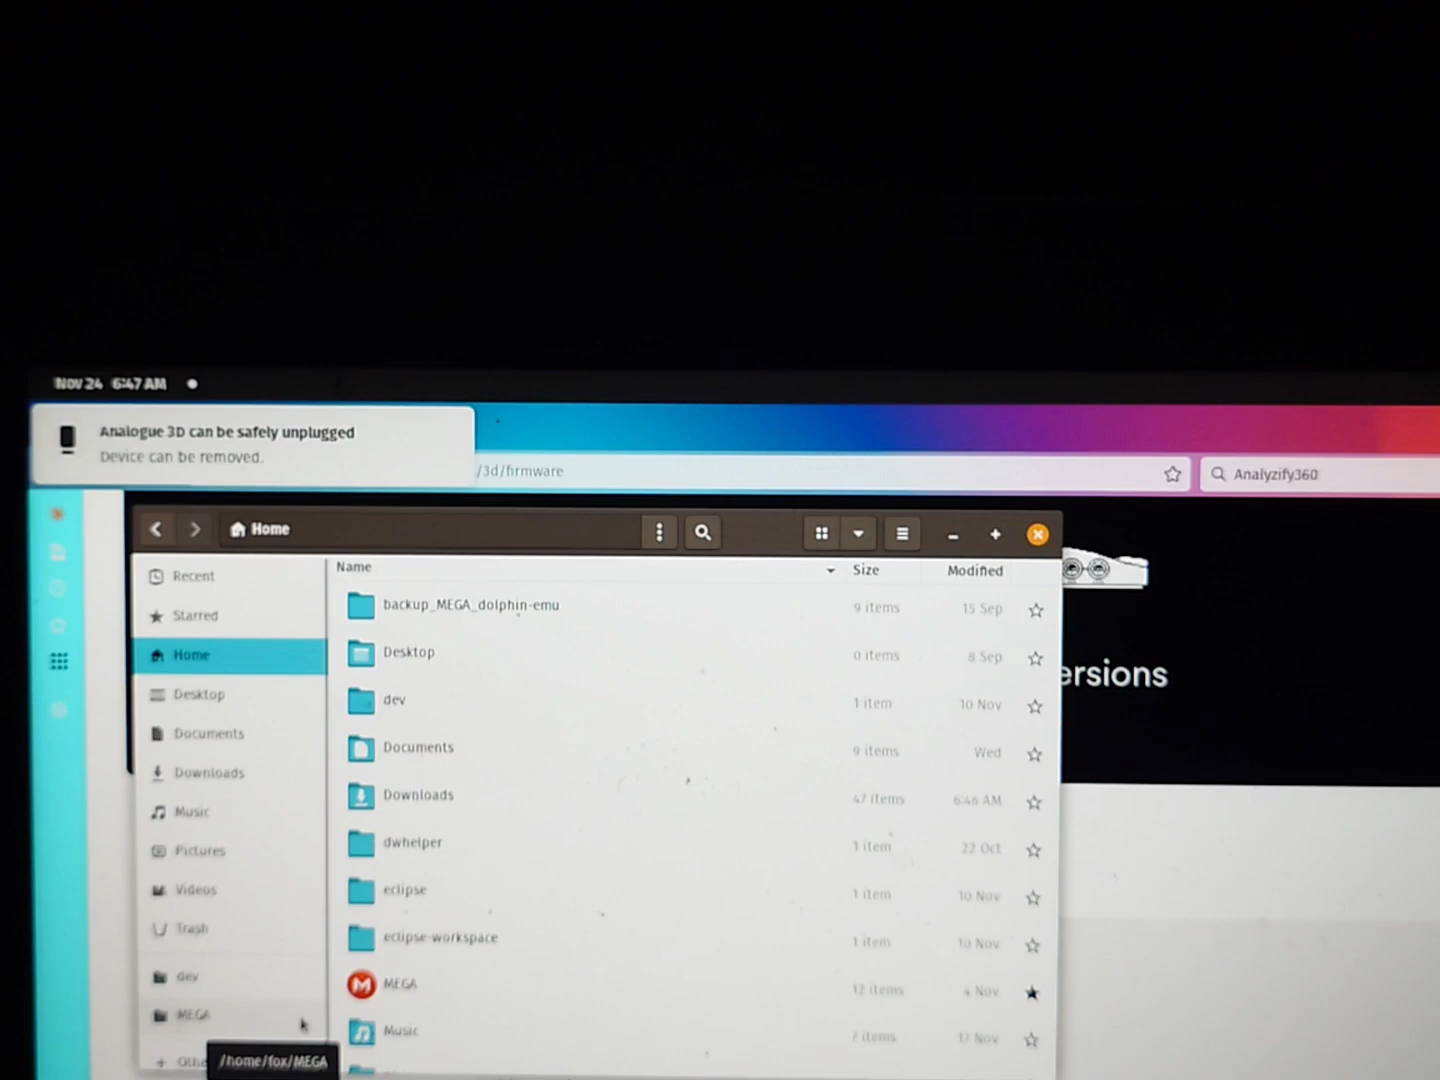 Nov 24 6:47 AM
Analogue 3D can be safely unplugged
Device can be removed.
/3d/firmware
Analyzify360
Home
Name Size Modified
Recent
Starred
Home
Desktop
Documents
Downloads
Music
Pictures
Videos
Trash
dev
MEGA
Othe
/home/fox/MEGA
backup_MEGA_dolphin-emu 9 items 15 Sep
Desktop 0 items 8 Sep
dev 1 item 10 Nov
Documents 9 items Wed
Downloads 47 items 6:46 AM
dwhelper 1 item 22 Oct
eclipse 1 item 10 Nov
eclipse-workspace 1 item 10 Nov
MEGA 12 items 4 Nov
Music 7 items 17 Nov
ersions